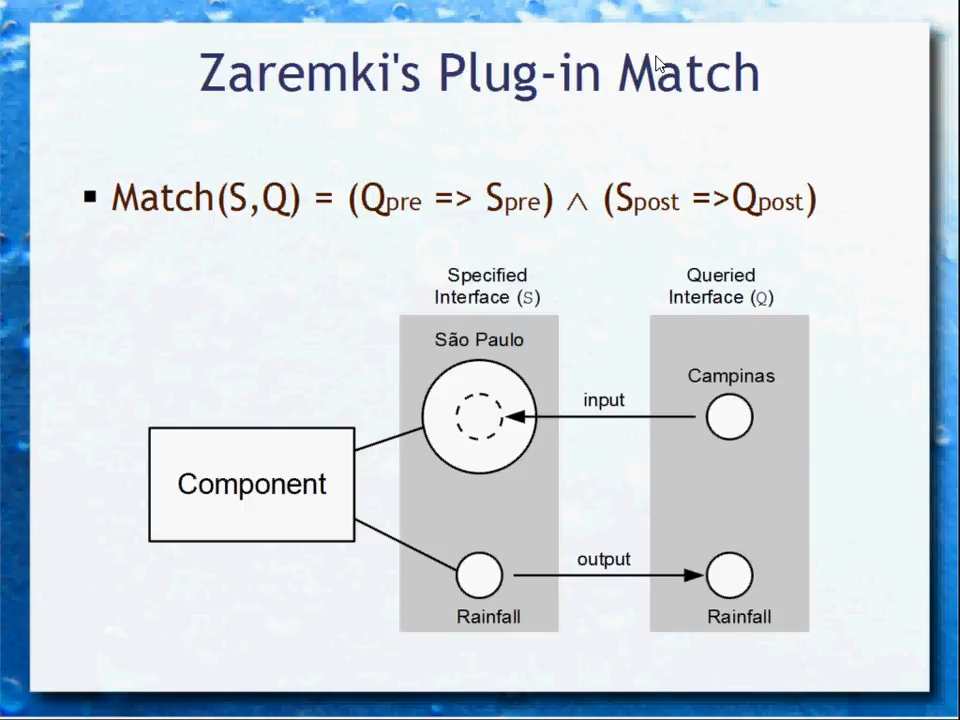 Zaremki's Plug-in Match
▪ Match(S,Q) = (Qpre => Spre) ∧ (Spost =>Qpost)
Specified
Interface (S)
Queried
Interface (Q)
São Paulo
Campinas
input
Component
output
Rainfall
Rainfall